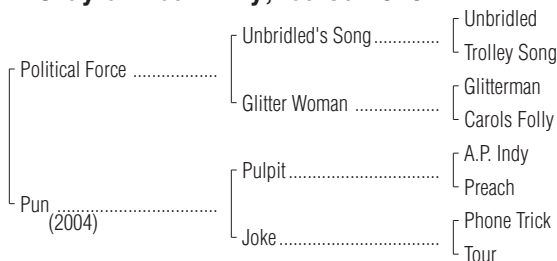 Unbridled
Unbridled's Song
Trolley Song
Political Force
Glitterman
Glitter Woman
Carols Folly
A.P. Indy
Pulpit
Preach
Pun
(2004)
Phone Trick
Joke
Tour